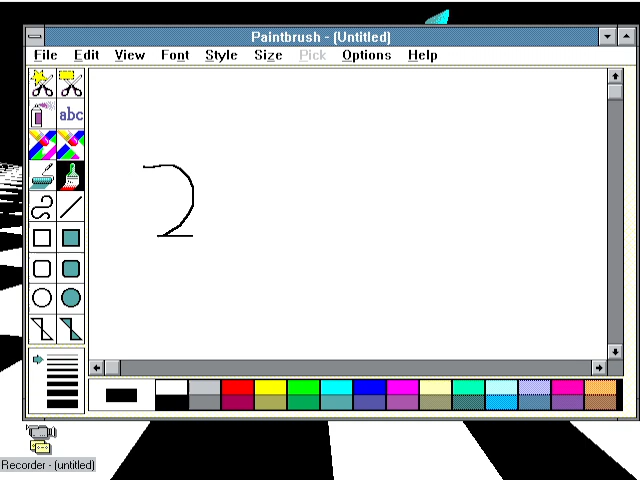 Paintbrush - (Untitled)
File Edit View Font Style Size Pick Options Help
abc
2
Recorder - (untitled)